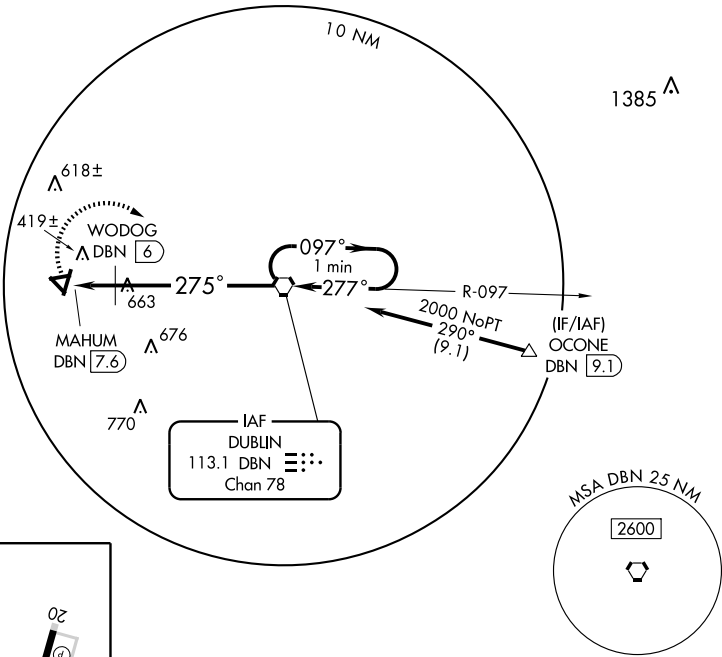 10 NM
1385
618±
419±
WODOG
DBN 6
097°
1 min
275°
277°
R-097
663
2000 NoPT
290°
(9.1)
(IF/IAF)
OCONE
DBN 9.1
MAHUM
DBN 7.6
676
770
IAF
DUBLIN
113.1 DBN
Chan 78
MSA DBN 25 NM
2600
20
P